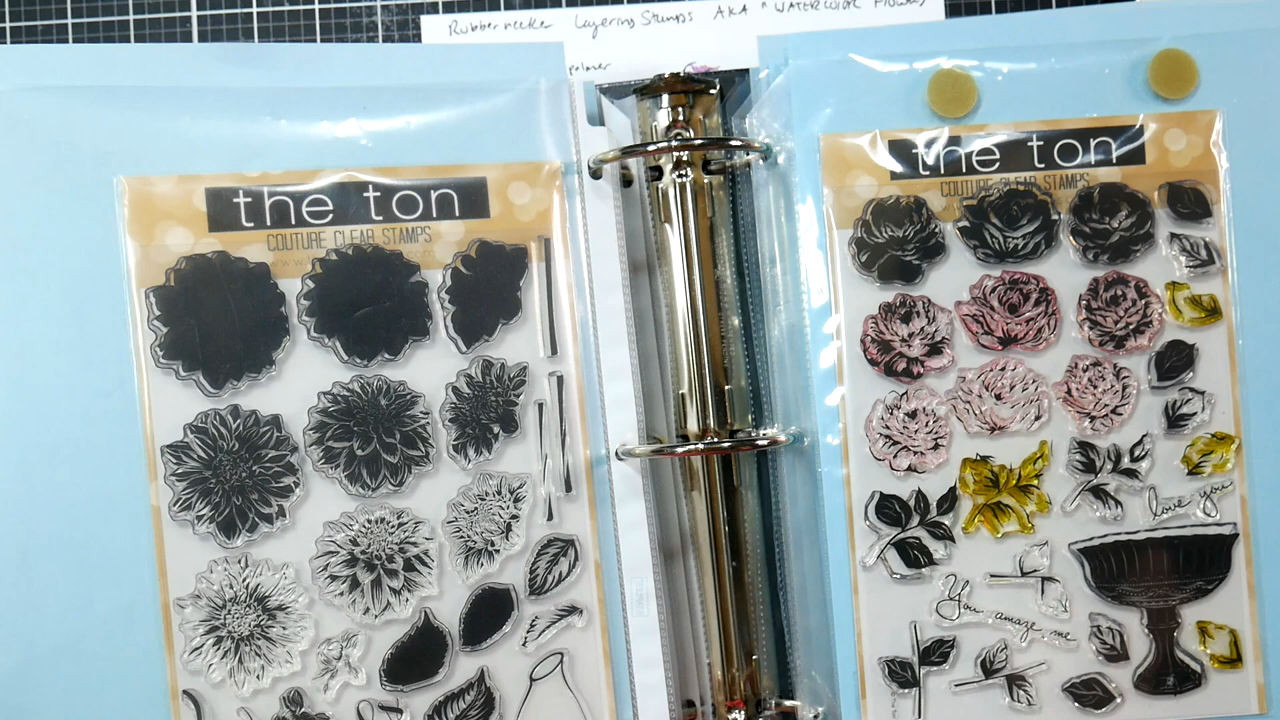 Rubbernecker Layering Stamps AKA "WATERCOLOR Flowers
the ton
COUTURE CLEAR STAMPS
the ton
COUTURE CLEAR STAMPS
love you
You amaze me